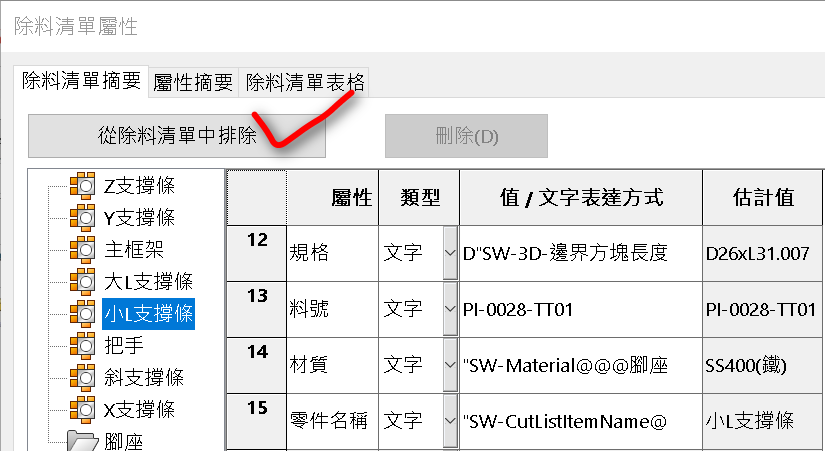 除料清單屬性
除料清單摘要 屬性摘要 除料清單表格
從除料清單中排除 刪除(D)
Z支撐條
Y支撐條
主框架
大L支撐條
小L支撐條
把手
斜支撐條
X支撐條
腳座
屬性 類型 值 / 文字表達方式 估計值
12 規格 文字 D"SW-3D-邊界方塊長度 D26xL31.007
13 料號 文字 PI-0028-TT01 PI-0028-TT01
14 材質 文字 "SW-Material@@@腳座 SS400(鐵)
15 零件名稱 文字 "SW-CutListItemName@ 小L支撐條